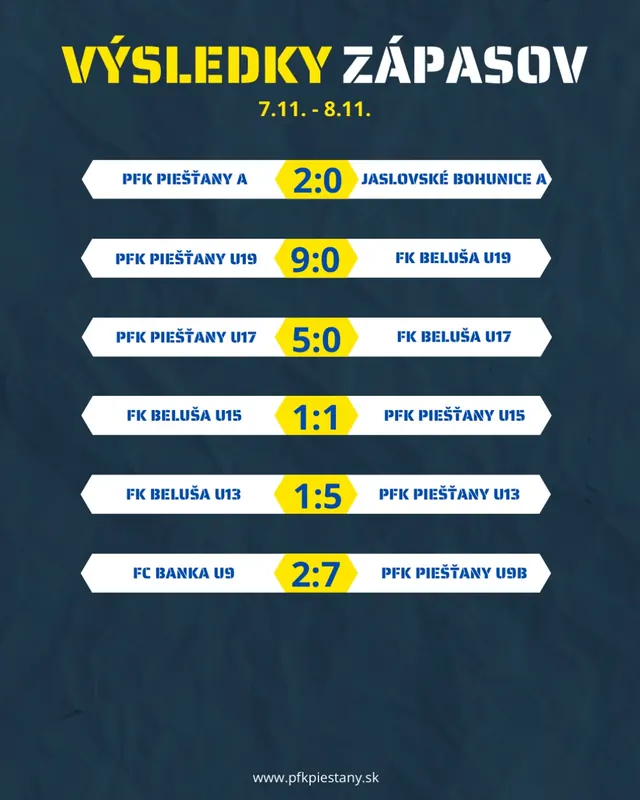 VÝSLEDKY ZÁPASOV
7.11. - 8.11.
PFK PIEŠŤANY A 2:0 JASLOVSKÉ BOHUNICE A
PFK PIEŠŤANY U19 9:0 FK BELUŠA U19
PFK PIEŠŤANY U17 5:0 FK BELUŠA U17
FK BELUŠA U15 1:1 PFK PIEŠŤANY U15
FK BELUŠA U13 1:5 PFK PIEŠŤANY U13
FC BANKA U9 2:7 PFK PIEŠŤANY U9B
www.pfkpiestany.sk